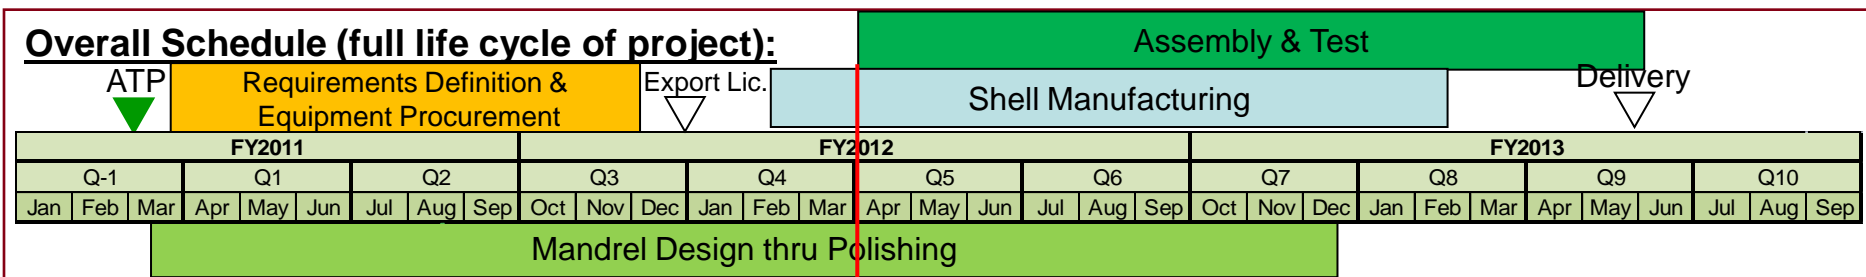 Overall Schedule (full life cycle of project):
Assembly & Test
ATP
Requirements Definition &
Equipment Procurement
Export Lic.
Shell Manufacturing
Delivery
FY2011 FY2012 FY2013
Q-1 Q1 Q2 Q3 Q4 Q5 Q6 Q7 Q8 Q9 Q10
Jan Feb Mar Apr May Jun Jul Aug Sep Oct Nov Dec Jan Feb Mar Apr May Jun Jul Aug Sep Oct Nov Dec Jan Feb Mar Apr May Jun Jul Aug Sep
Mandrel Design thru Polishing